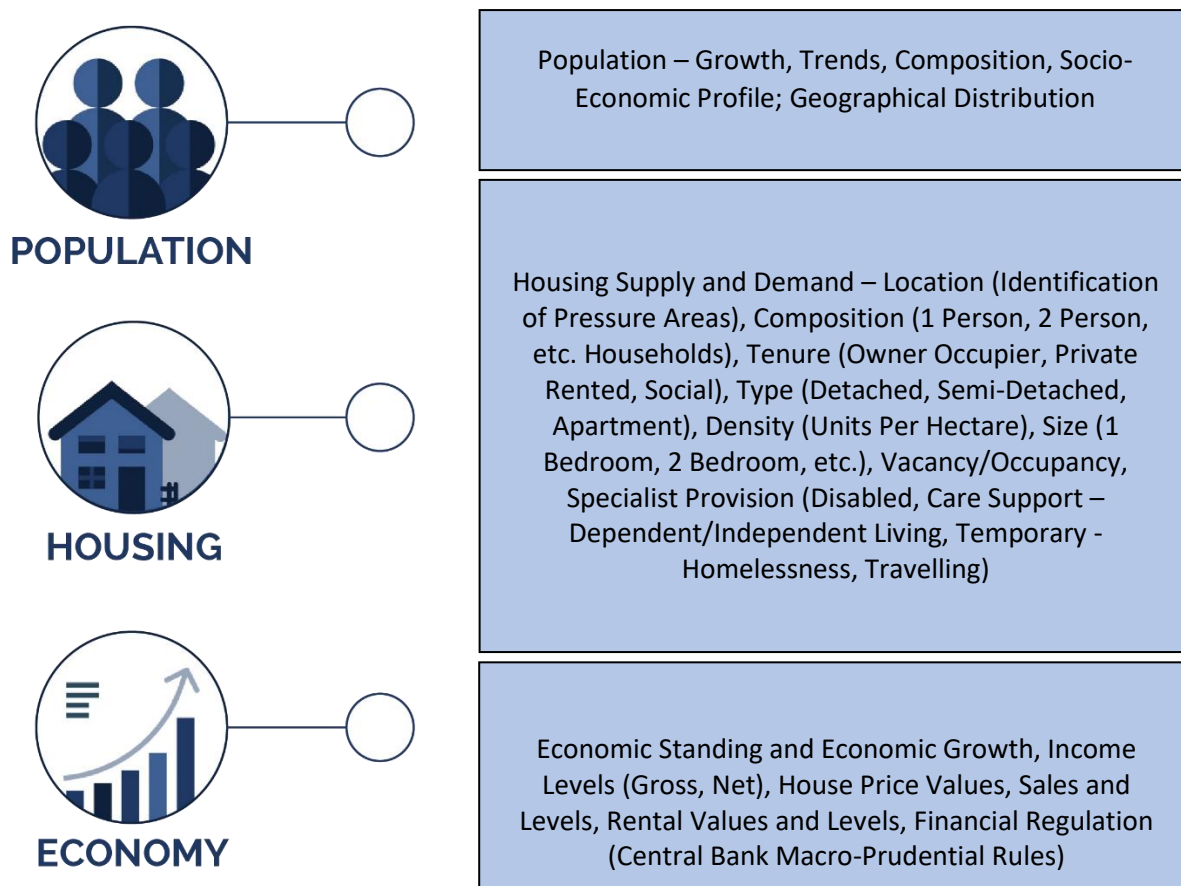 Population – Growth, Trends, Composition, Socio-
Economic Profile; Geographical Distribution
POPULATION
Housing Supply and Demand – Location (Identification
of Pressure Areas), Composition (1 Person, 2 Person,
etc. Households), Tenure (Owner Occupier, Private
Rented, Social), Type (Detached, Semi-Detached,
Apartment), Density (Units Per Hectare), Size (1
Bedroom, 2 Bedroom, etc.), Vacancy/Occupancy,
Specialist Provision (Disabled, Care Support –
Dependent/Independent Living, Temporary -
Homelessness, Travelling)
HOUSING
Economic Standing and Economic Growth, Income
Levels (Gross, Net), House Price Values, Sales and
Levels, Rental Values and Levels, Financial Regulation
(Central Bank Macro-Prudential Rules)
ECONOMY